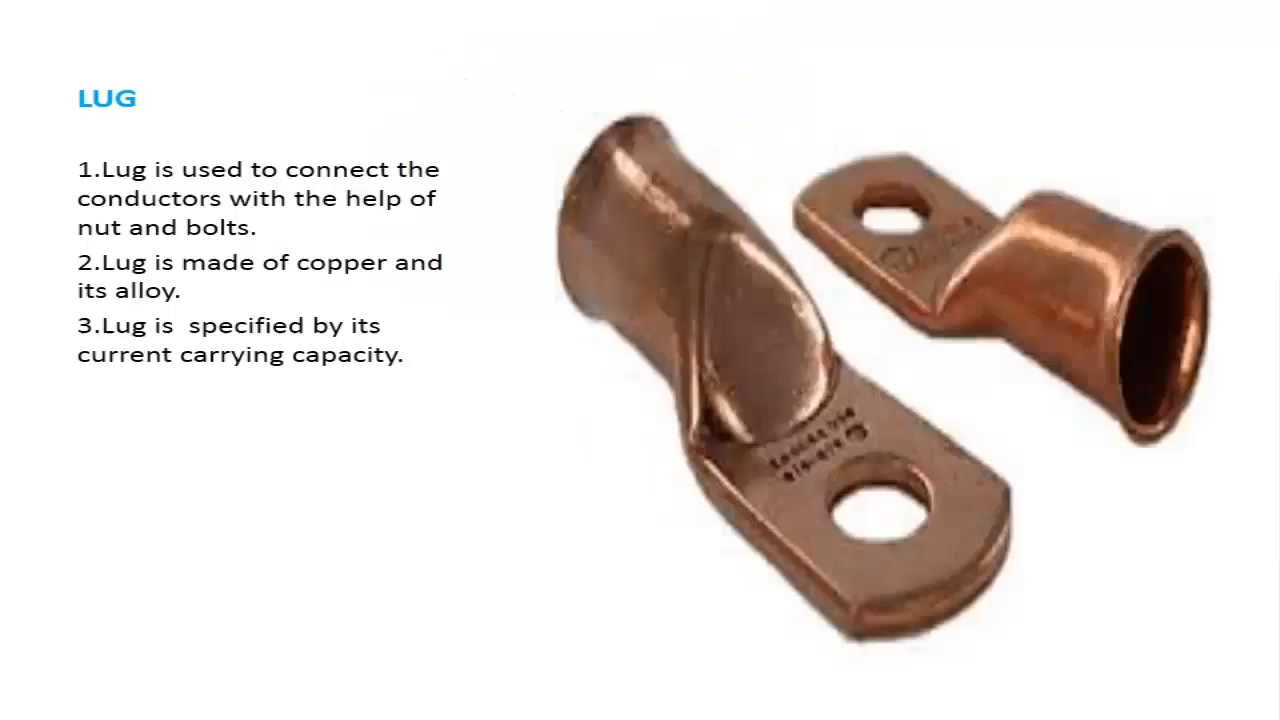 LUG
1.Lug is used to connect the
conductors with the help of
nut and bolts.
2.Lug is made of copper and
its alloy.
3.Lug is  specified by its
current carrying capacity.